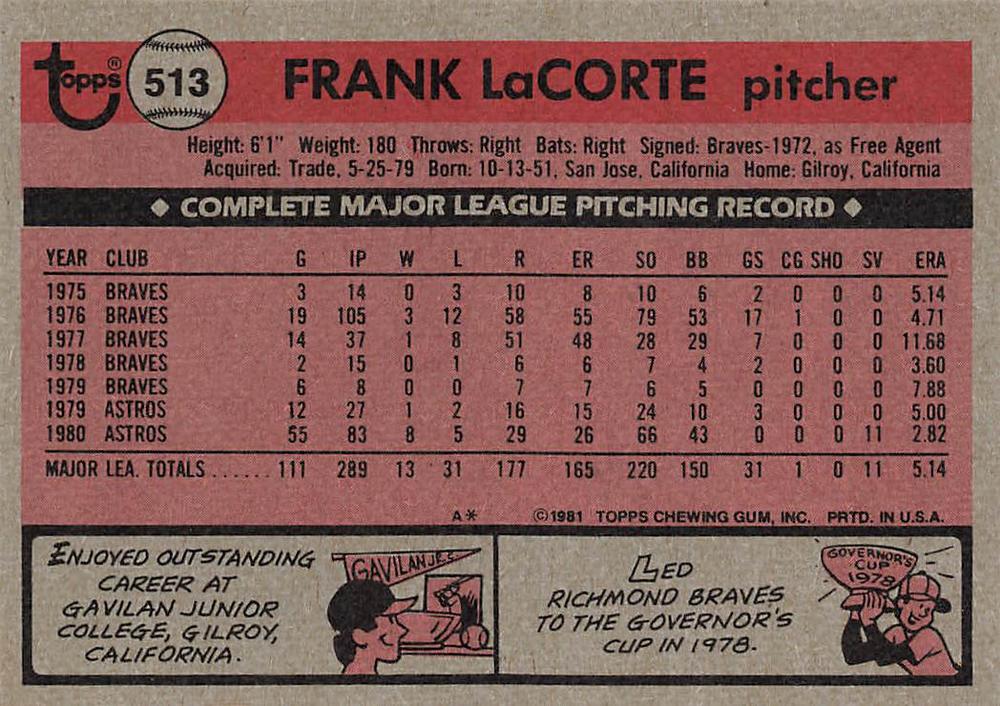 Topps® 513 FRANK LaCORTE pitcher
Height: 6'1" Weight: 180 Throws: Right Bats: Right Signed: Braves-1972, as Free Agent
Acquired: Trade, 5-25-79 Born: 10-13-51, San Jose, California Home: Gilroy, California
◆ COMPLETE MAJOR LEAGUE PITCHING RECORD ◆
YEAR CLUB G IP W L R ER SO BB GS CG SHO SV ERA
1975 BRAVES 3 14 0 3 10 8 10 6 2 0 0 0 5.14
1976 BRAVES 19 105 3 12 58 55 79 53 17 1 0 0 4.71
1977 BRAVES 14 37 1 8 51 48 28 29 7 0 0 0 11.68
1978 BRAVES 2 15 0 1 6 6 7 4 2 0 0 0 3.60
1979 BRAVES 6 8 0 0 7 7 6 5 0 0 0 0 7.88
1979 ASTROS 12 27 1 2 16 15 24 10 3 0 0 0 5.00
1980 ASTROS 55 83 8 5 29 26 66 43 0 0 0 11 2.82
MAJOR LEA. TOTALS ...... 111 289 13 31 177 165 220 150 31 1 0 11 5.14
A* ©1981 TOPPS CHEWING GUM, INC. PRTD. IN U.S.A.
ENJOYED OUTSTANDING
CAREER AT
GAVILAN JUNIOR
COLLEGE, GILROY,
CALIFORNIA.
GAVILAN JR.S
LED
RICHMOND BRAVES
TO THE GOVERNOR'S
CUP IN 1978.
GOVERNOR'S
CUP
1978